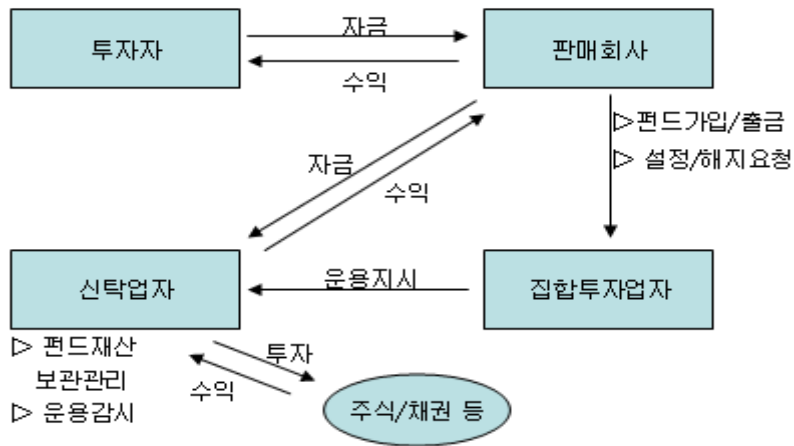 투자자
자금
수익
판매회사
▷펀드가입/출금
▷ 설정/해지요청
자금
수익
신탁업자
운용지시
집합투자업자
▷ 펀드재산
보관관리
▷ 운용감시
투자
수익
주식/채권 등